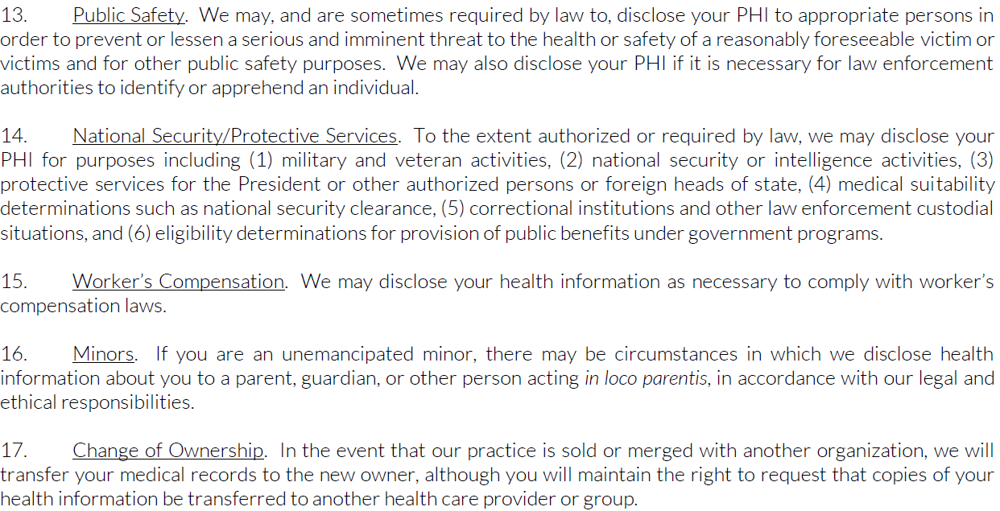 13. Public Safety. We may, and are sometimes required by law to, disclose your PHI to appropriate persons in
order to prevent or lessen a serious and imminent threat to the health or safety of a reasonably foreseeable victim or
victims and for other public safety purposes. We may also disclose your PHI if it is necessary for law enforcement
authorities to identify or apprehend an individual.
14. National Security/Protective Services. To the extent authorized or required by law, we may disclose your
PHI for purposes including (1) military and veteran activities, (2) national security or intelligence activities, (3)
protective services for the President or other authorized persons or foreign heads of state, (4) medical suitability
determinations such as national security clearance, (5) correctional institutions and other law enforcement custodial
situations, and (6) eligibility determinations for provision of public benefits under government programs.
15. Worker’s Compensation. We may disclose your health information as necessary to comply with worker’s
compensation laws.
16. Minors. If you are an unemancipated minor, there may be circumstances in which we disclose health
information about you to a parent, guardian, or other person acting in loco parentis, in accordance with our legal and
ethical responsibilities.
17. Change of Ownership. In the event that our practice is sold or merged with another organization, we will
transfer your medical records to the new owner, although you will maintain the right to request that copies of your
health information be transferred to another health care provider or group.